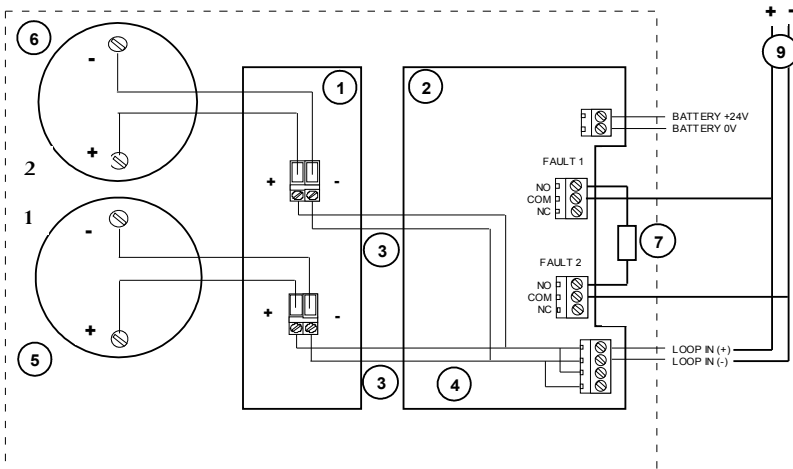 + -
6
9
-
1
2
BATTERY +24V
BATTERY 0V
FAULT 1
+
2
+ -
NO
COM
NC
1
7
-
3
FAULT 2
NO
COM
NC
+ -
+
LOOP IN (+)
LOOP IN (-)
5
3
4